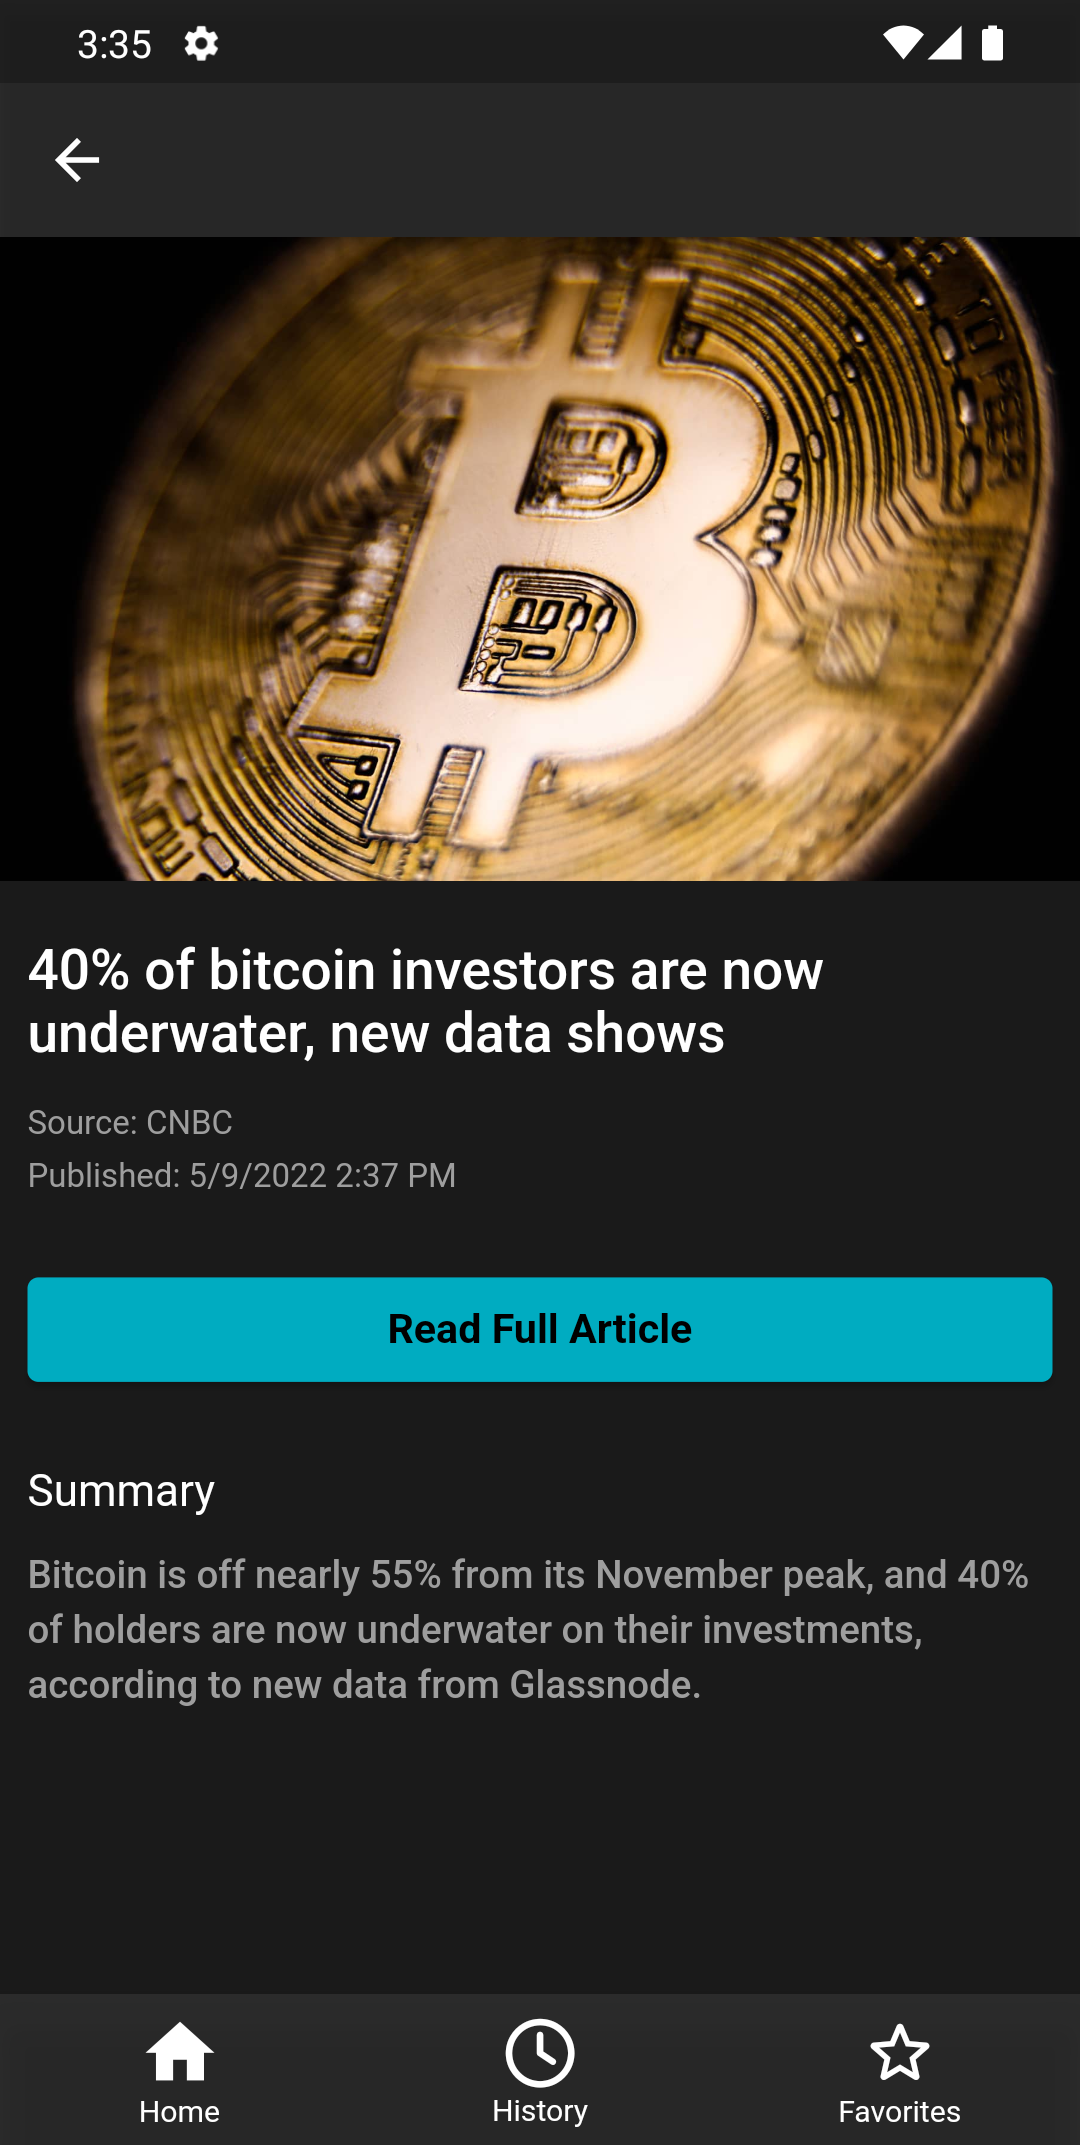 3:35
40% of bitcoin investors are now
underwater, new data shows
Source: CNBC
Published: 5/9/2022 2:37 PM
Read Full Article
Summary
Bitcoin is off nearly 55% from its November peak, and 40%
of holders are now underwater on their investments,
according to new data from Glassnode.
Home
History
Favorites